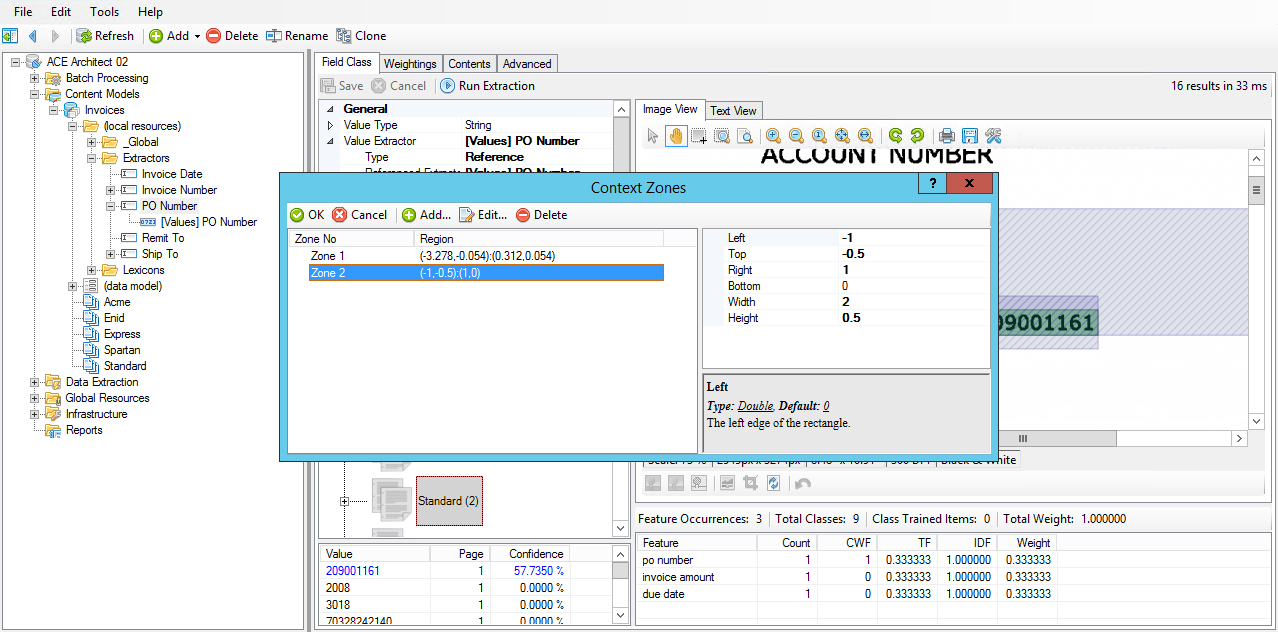 File Edit Tools Help
Refresh Add Delete Rename Clone
ACE Architect 02
Batch Processing
Content Models
Invoices
(local resources)
_Global
Extractors
Invoice Date
Invoice Number
PO Number
[Values] PO Number
Remit To
Ship To
Lexicons
(data model)
Acme
Enid
Express
Spartan
Standard
Data Extraction
Global Resources
Infrastructure
Reports
Field Class Weightings Contents Advanced
Save Cancel Run Extraction 16 results in 33 ms
General
Value Type String
Value Extractor [Values] PO Number
Type Reference
Image View Text View
ACCOUNT NUMBER
09001161
Context Zones ? x
OK Cancel Add... Edit... Delete
Zone No Region
Zone 1 (-3.278,-0.054):(0.312,0.054)
Zone 2 (-1,-0.5):(1,0)
Left -1
Top -0.5
Right 1
Bottom 0
Width 2
Height 0.5
Left
Type: Double, Default: 0
The left edge of the rectangle.
Black & White
Standard (2)
Value Page Confidence
209001161 1 57.7350 %
2008 1 0.0000 %
3018 1 0.0000 %
70328242140 1 0.0000 %
Feature Occurrences: 3 Total Classes: 9 Class Trained Items: 0 Total Weight: 1.000000
Feature Count CWF TF IDF Weight
po number 1 1 0.333333 1.000000 0.333333
invoice amount 1 0 0.333333 1.000000 0.333333
due date 1 0 0.333333 1.000000 0.333333